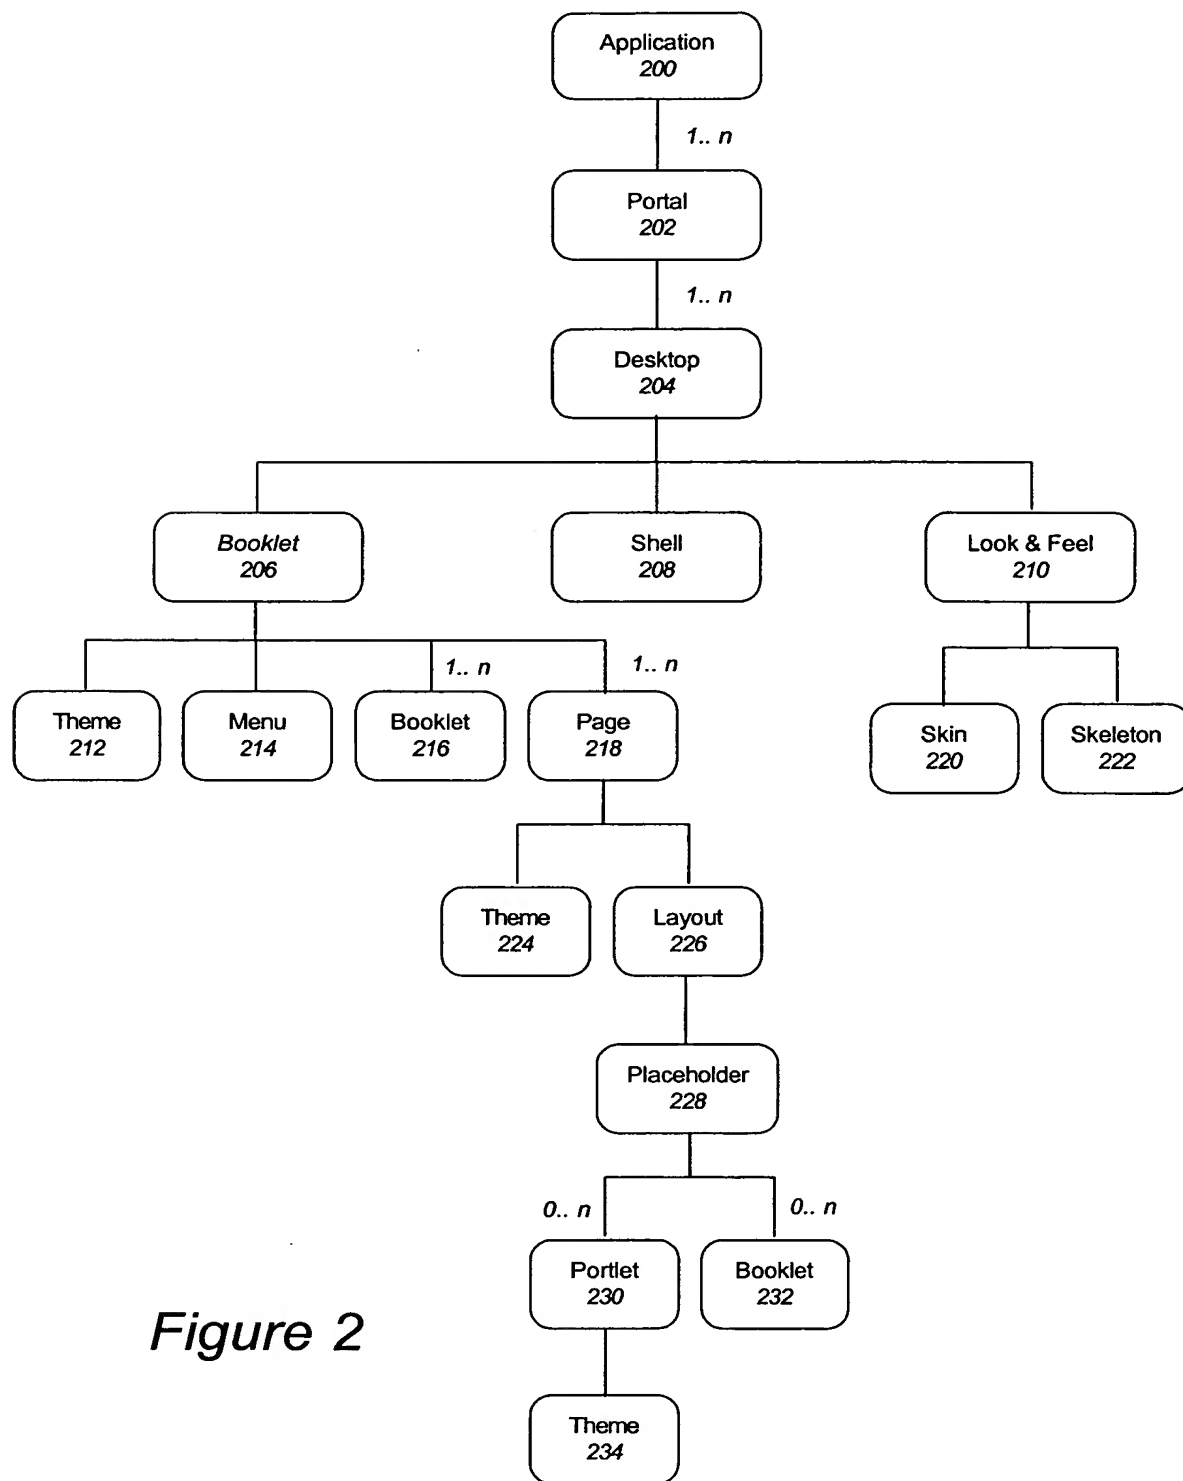 Application
200
1.. n
Portal
202
1.. n
Desktop
204
Booklet
206
Shell
208
Look & Feel
210
1.. n
1.. n
Theme
212
Menu
214
Booklet
216
Page
218
Skin
220
Skeleton
222
Theme
224
Layout
226
Placeholder
228
0.. n
0.. n
Portlet
230
Booklet
232
Figure 2
Theme
234